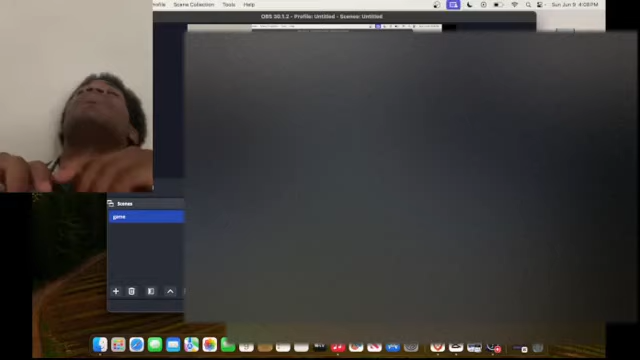 Profile Scene Collection Tools Help
Sun Jun 9 4:08PM
OBS 30.1.2 - Profile: Untitled - Scenes: Untitled
Scenes
game